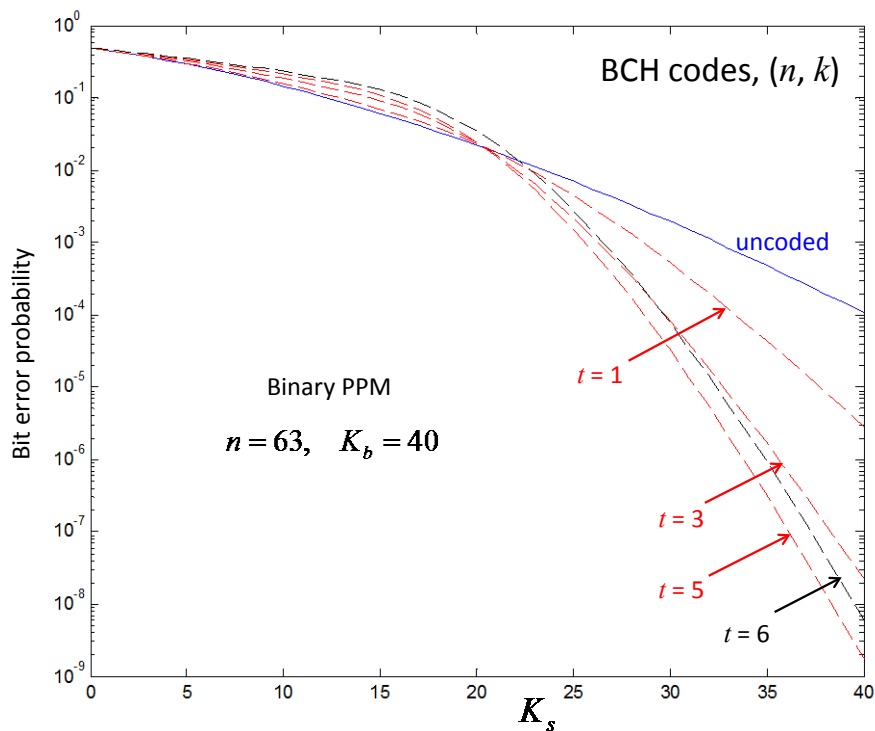 BCH codes, (n, k)
10^0
10^-1
10^-2
10^-3
10^-4
10^-5
10^-6
10^-7
10^-8
10^-9
Bit error probability
uncoded
t = 1
Binary PPM
n = 63, K_b = 40
t = 3
t = 5
t = 6
0 5 10 15 20 25 30 35 40
K_s